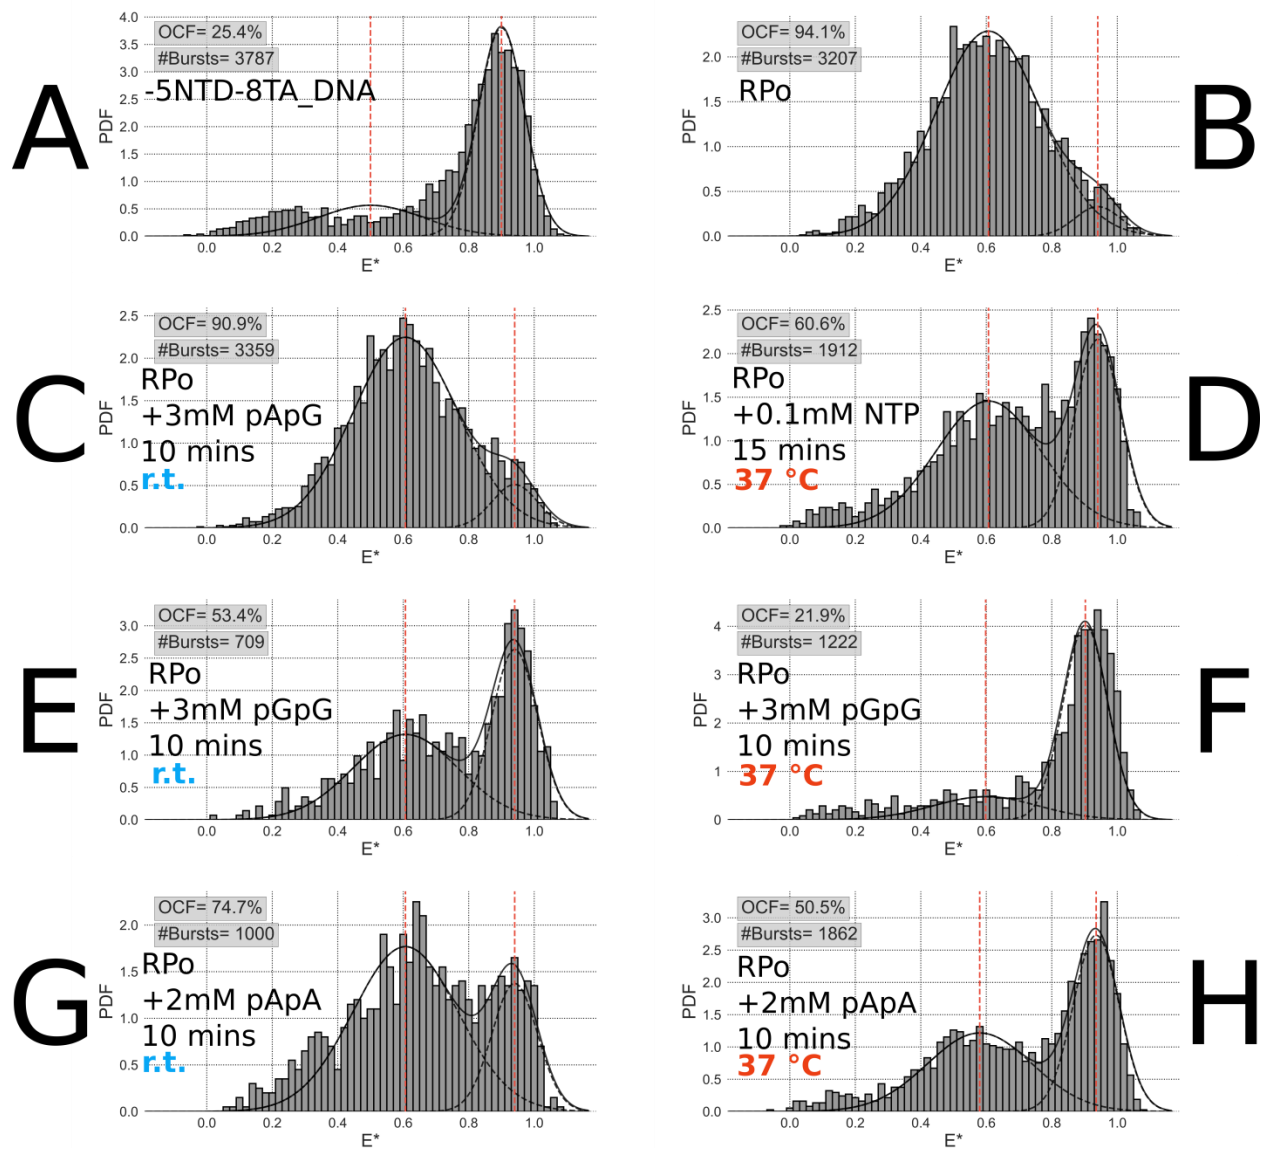 A
4.0
3.5
3.0
2.5
2.0
1.5
1.0
0.5
0.0
PDF
OCF= 25.4%
#Bursts= 3787
-5NTD-8TA_DNA
0.0 0.2 0.4 0.6 0.8 1.0
E*
B
2.0
1.5
1.0
0.5
0.0
PDF
OCF= 94.1%
#Bursts= 3207
RPo
0.0 0.2 0.4 0.6 0.8 1.0
E*
C
2.5
2.0
1.5
1.0
0.5
0.0
PDF
OCF= 90.9%
#Bursts= 3359
RPo
+3mM pApG
10 mins
r.t.
0.0 0.2 0.4 0.6 0.8 1.0
E*
D
2.5
2.0
1.5
1.0
0.5
0.0
PDF
OCF= 60.6%
#Bursts= 1912
RPo
+0.1mM NTP
15 mins
37 °C
0.0 0.2 0.4 0.6 0.8 1.0
E*
E
3.0
2.5
2.0
1.5
1.0
0.5
0.0
PDF
OCF= 53.4%
#Bursts= 709
RPo
+3mM pGpG
10 mins
r.t.
0.0 0.2 0.4 0.6 0.8 1.0
E*
F
4
3
2
1
0
PDF
OCF= 21.9%
#Bursts= 1222
RPo
+3mM pGpG
10 mins
37 °C
0.0 0.2 0.4 0.6 0.8 1.0
E*
G
2.0
1.5
1.0
0.5
0.0
PDF
OCF= 74.7%
#Bursts= 1000
RPo
+2mM pApA
10 mins
r.t.
0.0 0.2 0.4 0.6 0.8 1.0
E*
H
3.0
2.5
2.0
1.5
1.0
0.5
0.0
PDF
OCF= 50.5%
#Bursts= 1862
RPo
+2mM pApA
10 mins
37 °C
0.0 0.2 0.4 0.6 0.8 1.0
E*